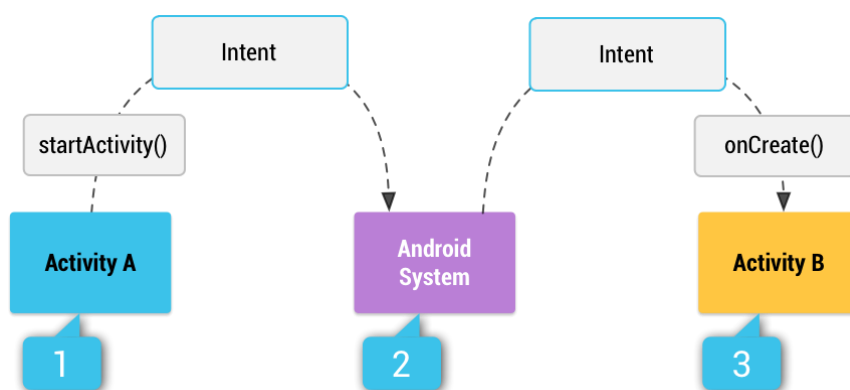 Intent
Intent
startActivity()
onCreate()
Activity A
Android
System
Activity B
1
2
3